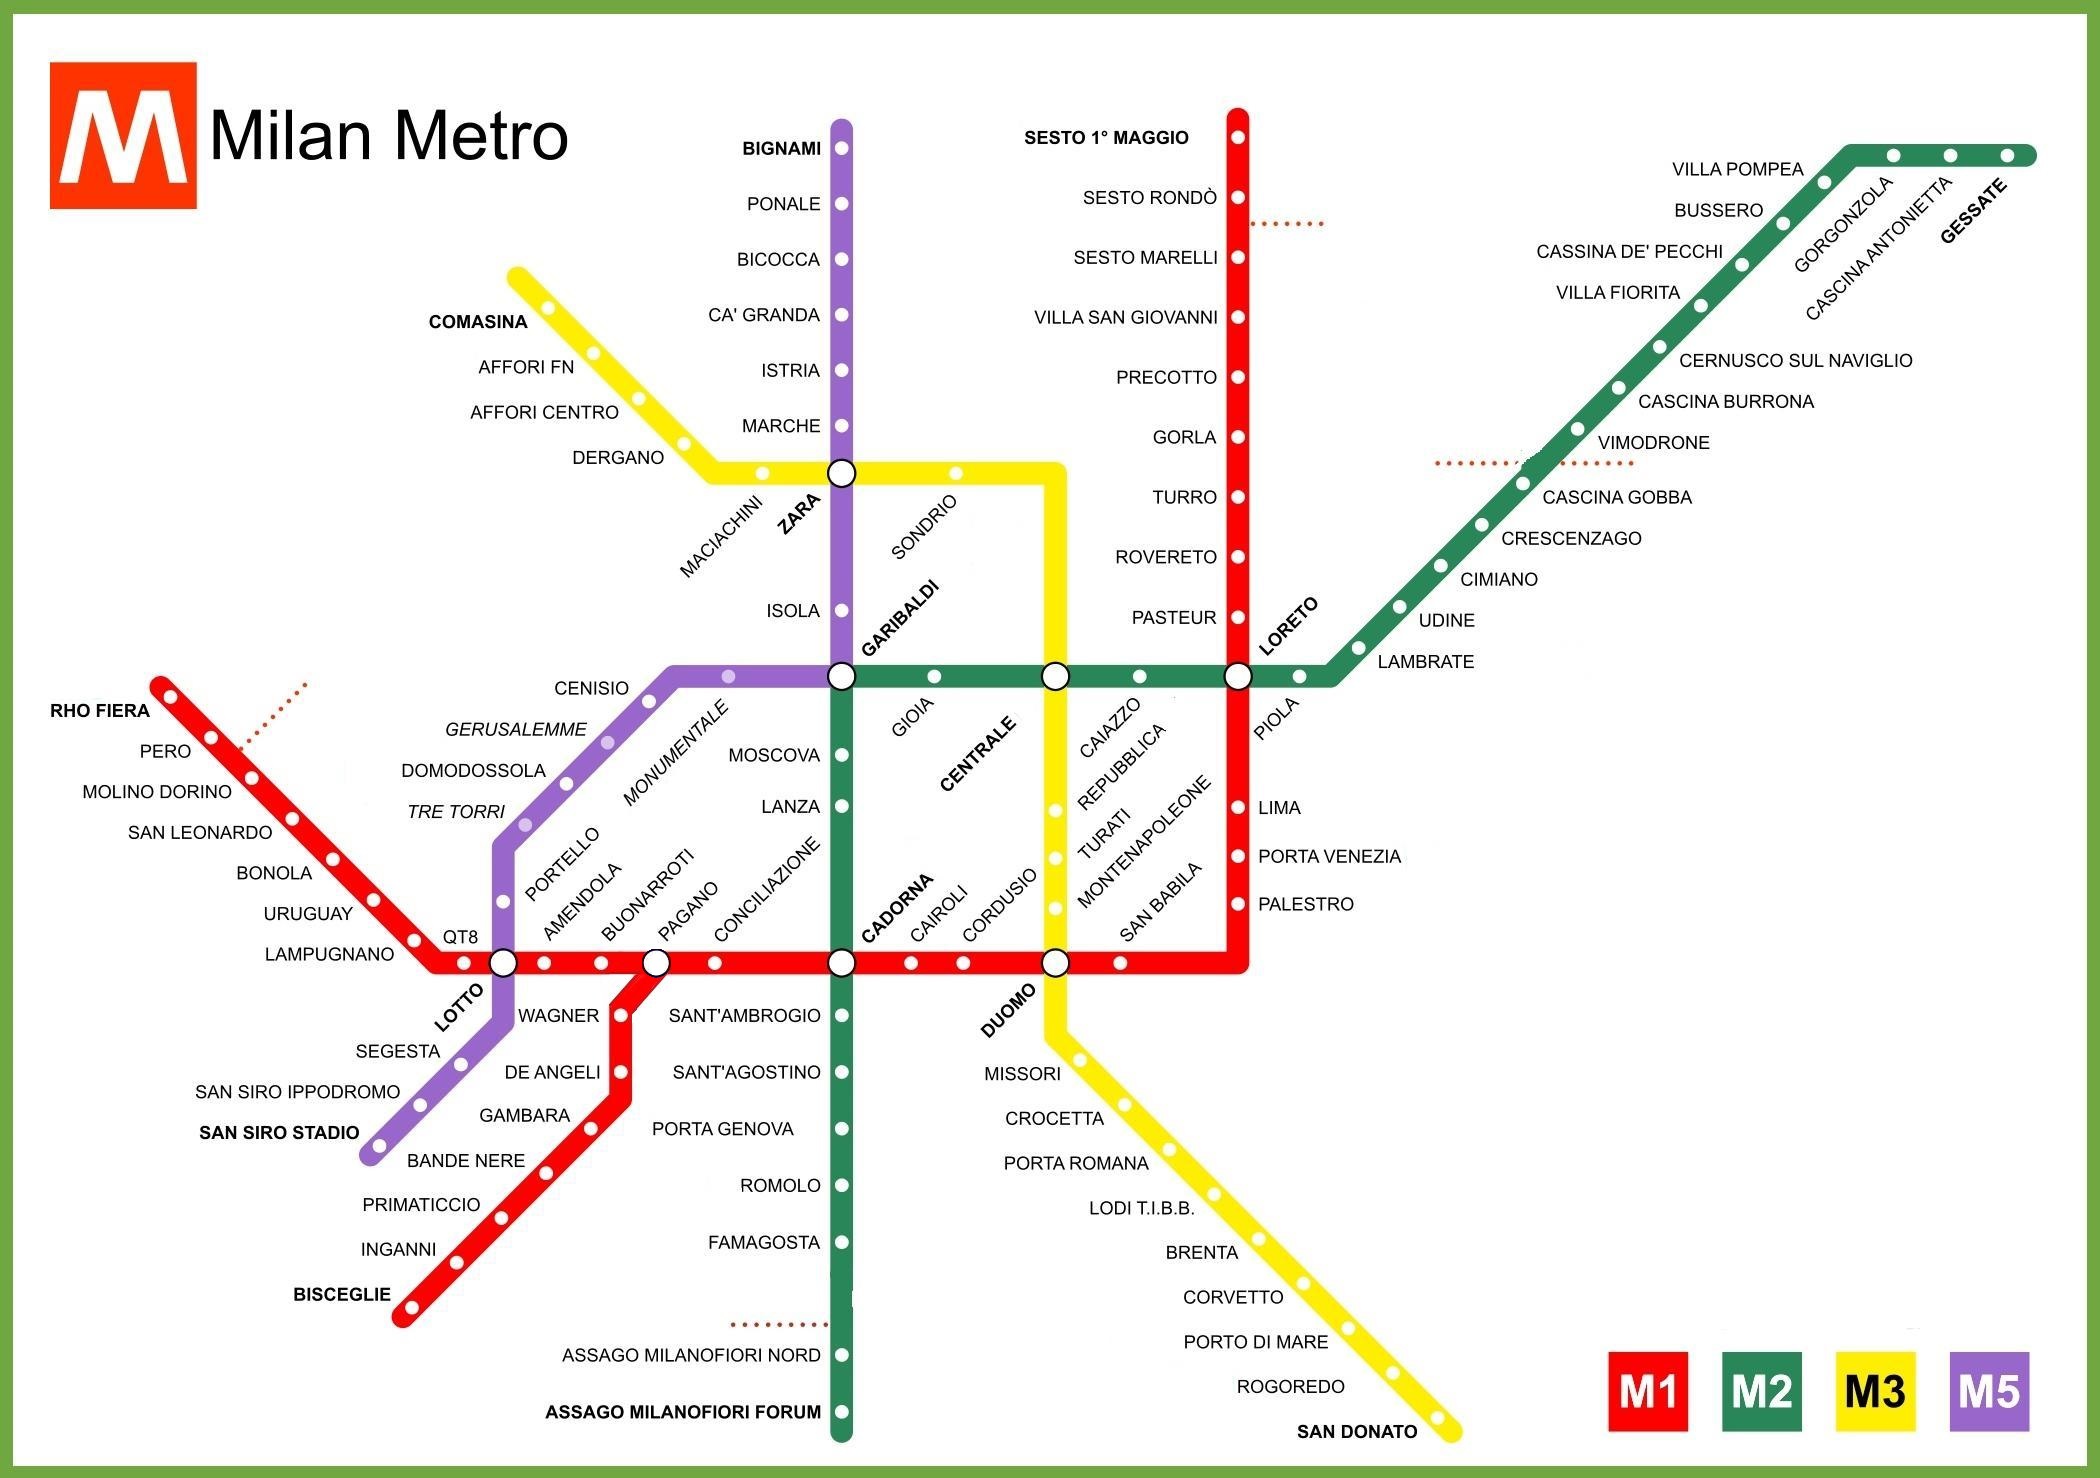 M Milan Metro
BIGNAMI
PONALE
BICOCCA
CA' GRANDA
ISTRIA
MARCHE
ZARA
ISOLA
GARIBALDI
MONUMENTALE
CENISIO
GERUSALEMME
DOMODOSSOLA
TRE TORRI
PORTELLO
LOTTO
SEGESTA
SAN SIRO IPPODROMO
SAN SIRO STADIO
COMASINA
AFFORI FN
AFFORI CENTRO
DERGANO
MACIACHINI
SONDRIO
CENTRALE
REPUBBLICA
TURATI
MONTENAPOLEONE
DUOMO
MISSORI
CROCETTA
PORTA ROMANA
LODI T.I.B.B.
BRENTA
CORVETTO
PORTO DI MARE
ROGOREDO
SAN DONATO
SESTO 1° MAGGIO
SESTO RONDÒ
SESTO MARELLI
VILLA SAN GIOVANNI
PRECOTTO
GORLA
TURRO
ROVERETO
PASTEUR
LORETO
LIMA
PORTA VENEZIA
PALESTRO
SAN BABILA
CORDUSIO
CAIROLI
CADORNA
CONCILIAZIONE
PAGANO
BUONARROTI
AMENDOLA
QT8
LAMPUGNANO
URUGUAY
BONOLA
SAN LEONARDO
MOLINO DORINO
PERO
RHO FIERA
WAGNER
DE ANGELI
GAMBARA
BANDE NERE
PRIMATICCIO
INGANNI
BISCEGLIE
GESSATE
CASCINA ANTONIETTA
GORGONZOLA
VILLA POMPEA
BUSSERO
CASSINA DE' PECCHI
VILLA FIORITA
CERNUSCO SUL NAVIGLIO
CASCINA BURRONA
VIMODRONE
CASCINA GOBBA
CRESCENZAGO
CIMIANO
UDINE
LAMBRATE
PIOLA
CAIAZZO
GIOIA
MOSCOVA
LANZA
SANT'AMBROGIO
SANT'AGOSTINO
PORTA GENOVA
ROMOLO
FAMAGOSTA
ASSAGO MILANOFIORI NORD
ASSAGO MILANOFIORI FORUM
M1 M2 M3 M5